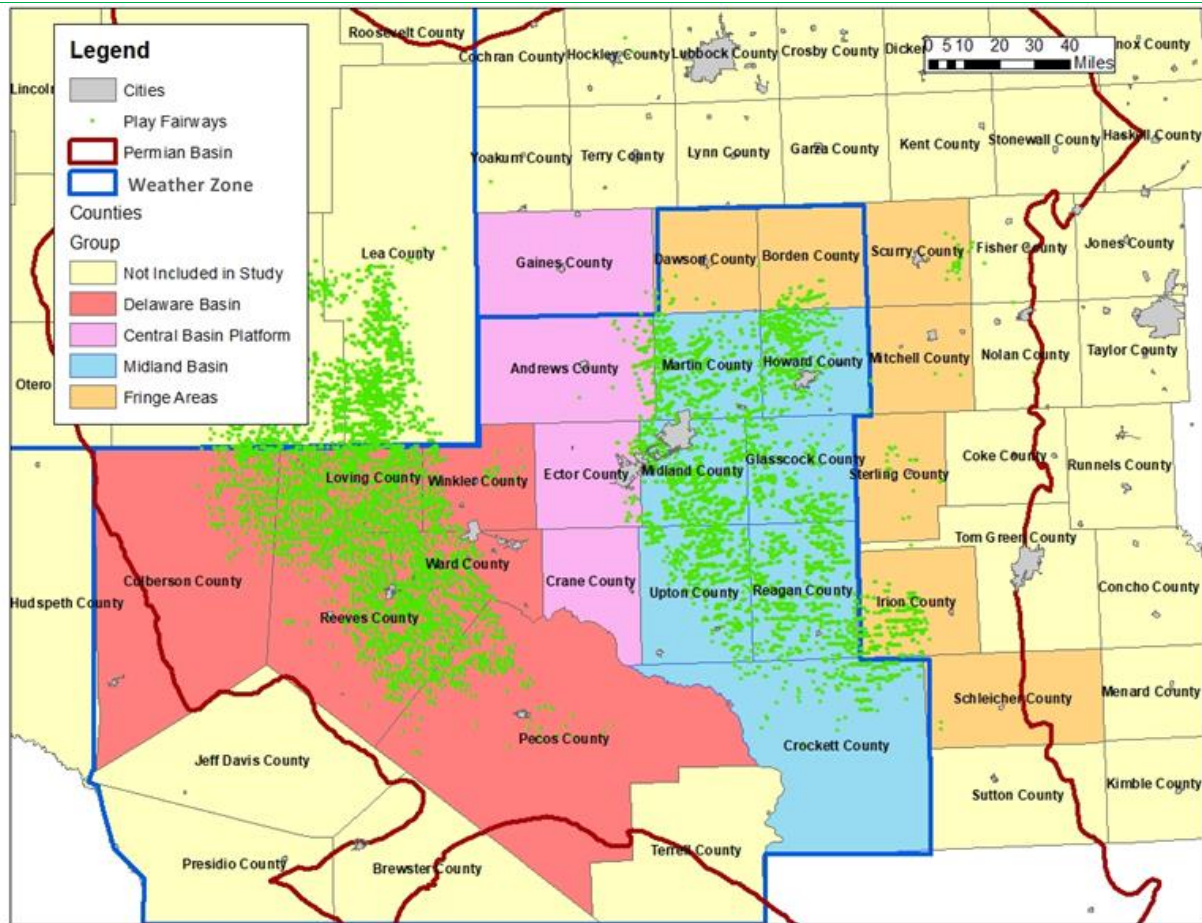 Legend
Cities
Play Fairways
Permian Basin
Weather Zone
Counties
Group
Not Included in Study
Delaware Basin
Central Basin Platform
Midland Basin
Fringe Areas
0 5 10 20 30 40
Miles
Roosevelt County
Cochran County
Hockley County
Lubbock County
Crosby County
Yoakum County
Terry County
Lynn County
Garza County
Kent County
Stonewall County
Haskell County
Lea County
Gaines County
Dawson County
Borden County
Scurry County
Fisher County
Jones County
Otero
Andrews County
Martin County
Howard County
Mitchell County
Nolan County
Taylor County
Loving County
Winkler County
Ector County
Midland County
Glasscock County
Sterling County
Coke County
Runnels County
Tom Green County
Culberson County
Hudspeth County
Ward County
Reeves County
Crane County
Upton County
Reagan County
Irion County
Concho County
Schleicher County
Menard County
Jeff Davis County
Pecos County
Crockett County
Sutton County
Kimble County
Presidio County
Brewster County
Terrell County